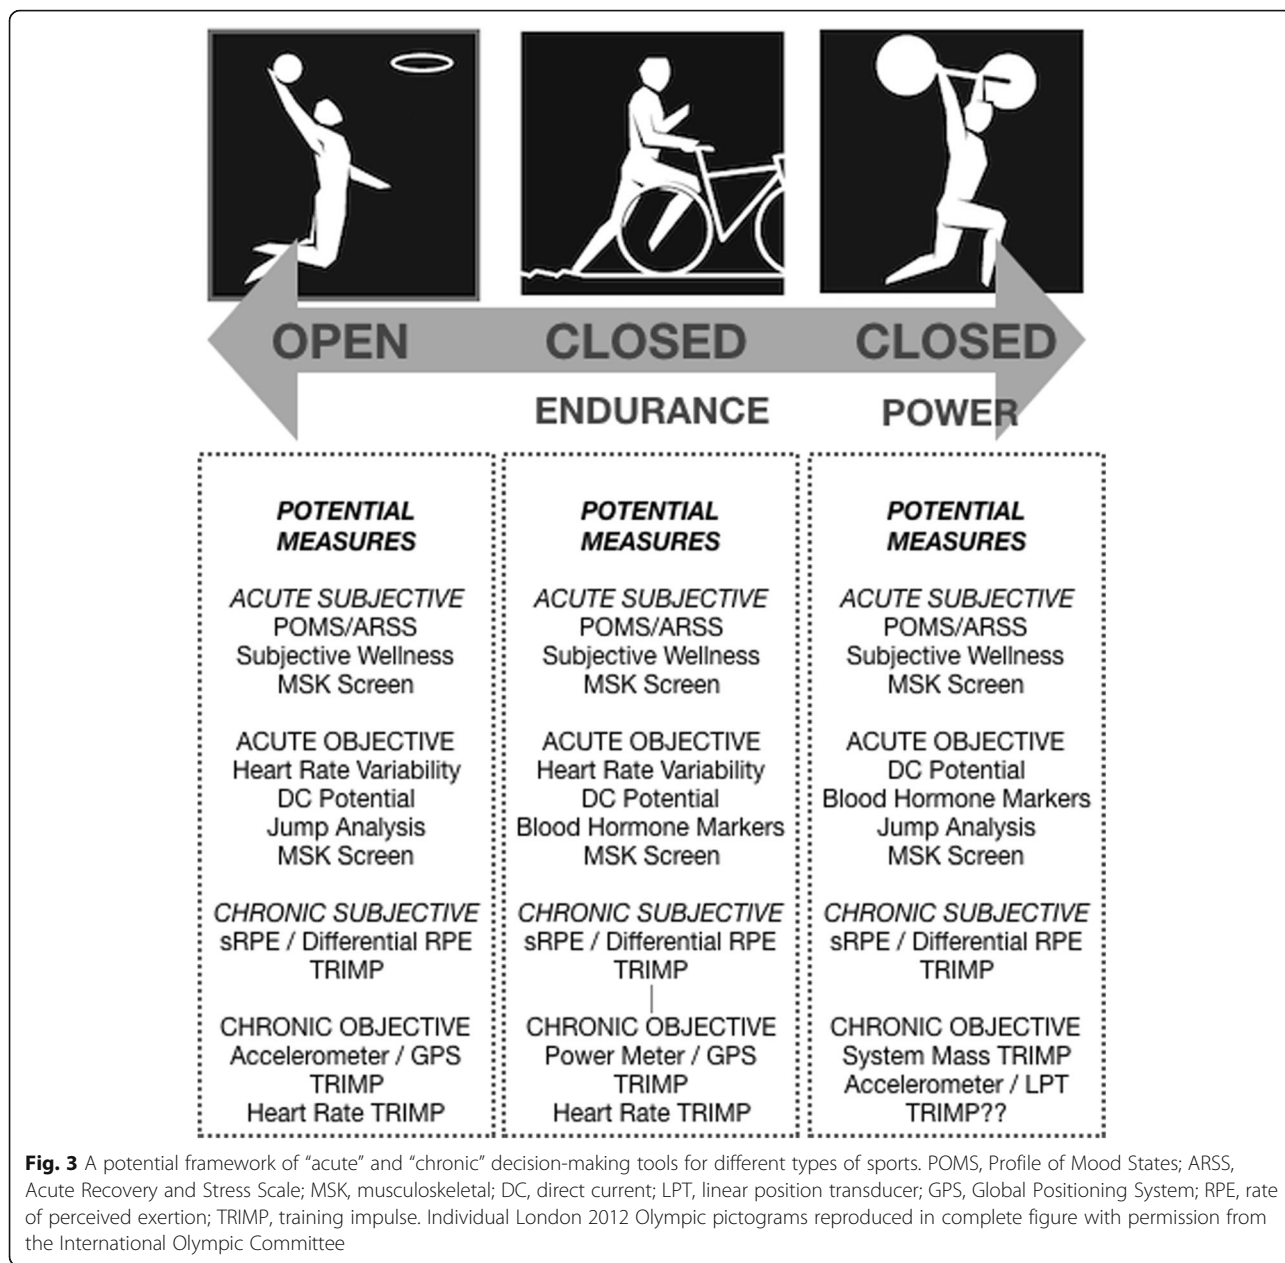 OPEN
CLOSED
CLOSED
ENDURANCE
POWER
POTENTIAL
MEASURES
ACUTE SUBJECTIVE
POMS/ARSS
Subjective Wellness
MSK Screen
ACUTE OBJECTIVE
Heart Rate Variability
DC Potential
Jump Analysis
MSK Screen
CHRONIC SUBJECTIVE
sRPE / Differential RPE
TRIMP
CHRONIC OBJECTIVE
Accelerometer / GPS
TRIMP
Heart Rate TRIMP
POTENTIAL
MEASURES
ACUTE SUBJECTIVE
POMS/ARSS
Subjective Wellness
MSK Screen
ACUTE OBJECTIVE
Heart Rate Variability
DC Potential
Blood Hormone Markers
MSK Screen
CHRONIC SUBJECTIVE
sRPE / Differential RPE
TRIMP
CHRONIC OBJECTIVE
Power Meter / GPS
TRIMP
Heart Rate TRIMP
POTENTIAL
MEASURES
ACUTE SUBJECTIVE
POMS/ARSS
Subjective Wellness
MSK Screen
ACUTE OBJECTIVE
DC Potential
Blood Hormone Markers
Jump Analysis
MSK Screen
CHRONIC SUBJECTIVE
sRPE / Differential RPE
TRIMP
CHRONIC OBJECTIVE
System Mass TRIMP
Accelerometer / LPT
TRIMP??
Fig. 3 A potential framework of “acute” and “chronic” decision-making tools for different types of sports. POMS, Profile of Mood States; ARSS,
Acute Recovery and Stress Scale; MSK, musculoskeletal; DC, direct current; LPT, linear position transducer; GPS, Global Positioning System; RPE, rate
of perceived exertion; TRIMP, training impulse. Individual London 2012 Olympic pictograms reproduced in complete figure with permission from
the International Olympic Committee